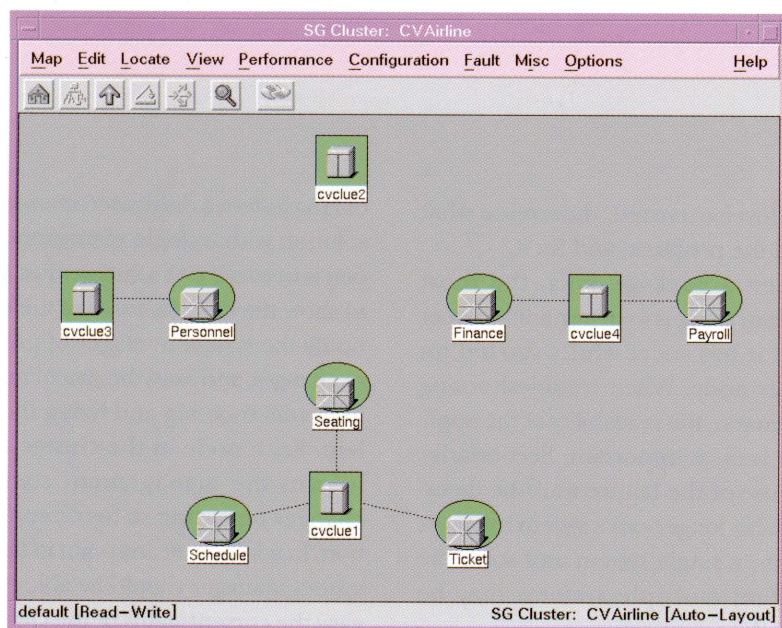 SG Cluster: CVAirline
Map Edit Locate View Performance Configuration Fault Misc Options Help
cvclue2
cvclue3
Personnel
Finance
cvclue4
Payroll
Seating
cvclue1
Schedule
Ticket
default [Read-Write]
SG Cluster: CVAirline [Auto-Layout]